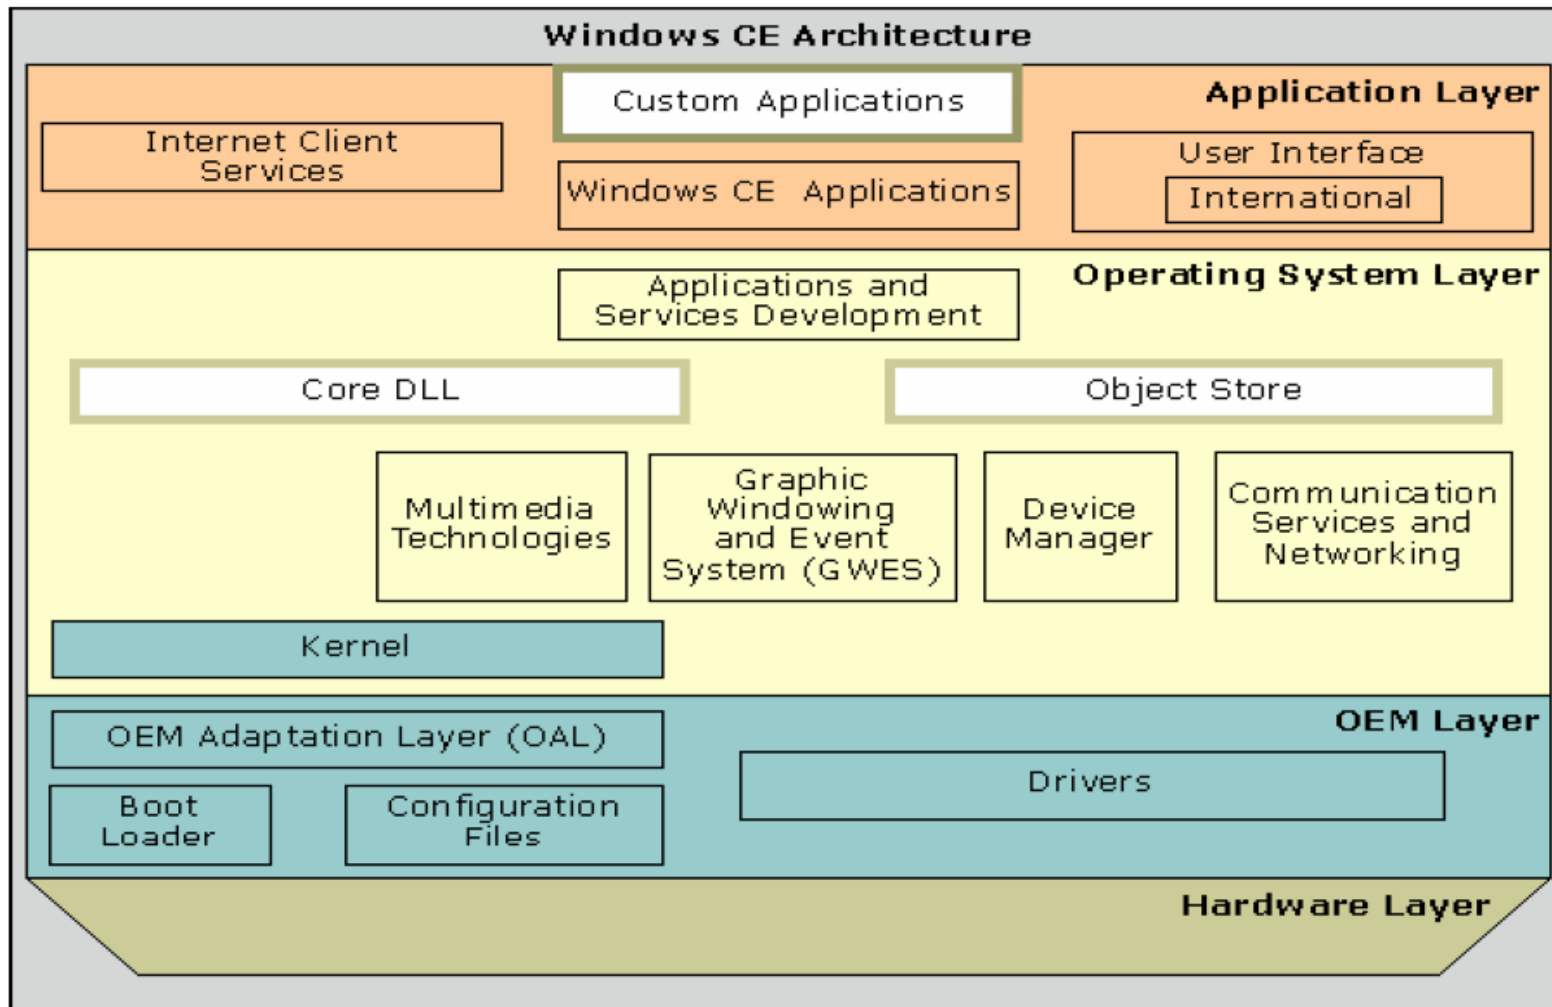 Windows CE Architecture
Application Layer
Custom Applications
Internet Client
Services
Windows CE Applications
User Interface
International
Operating System Layer
Applications and
Services Development
Core DLL
Object Store
Multimedia
Technologies
Graphic
Windowing
and Event
System (GWES)
Device
Manager
Communication
Services and
Networking
Kernel
OEM Layer
OEM Adaptation Layer (OAL)
Drivers
Boot
Loader
Configuration
Files
Hardware Layer